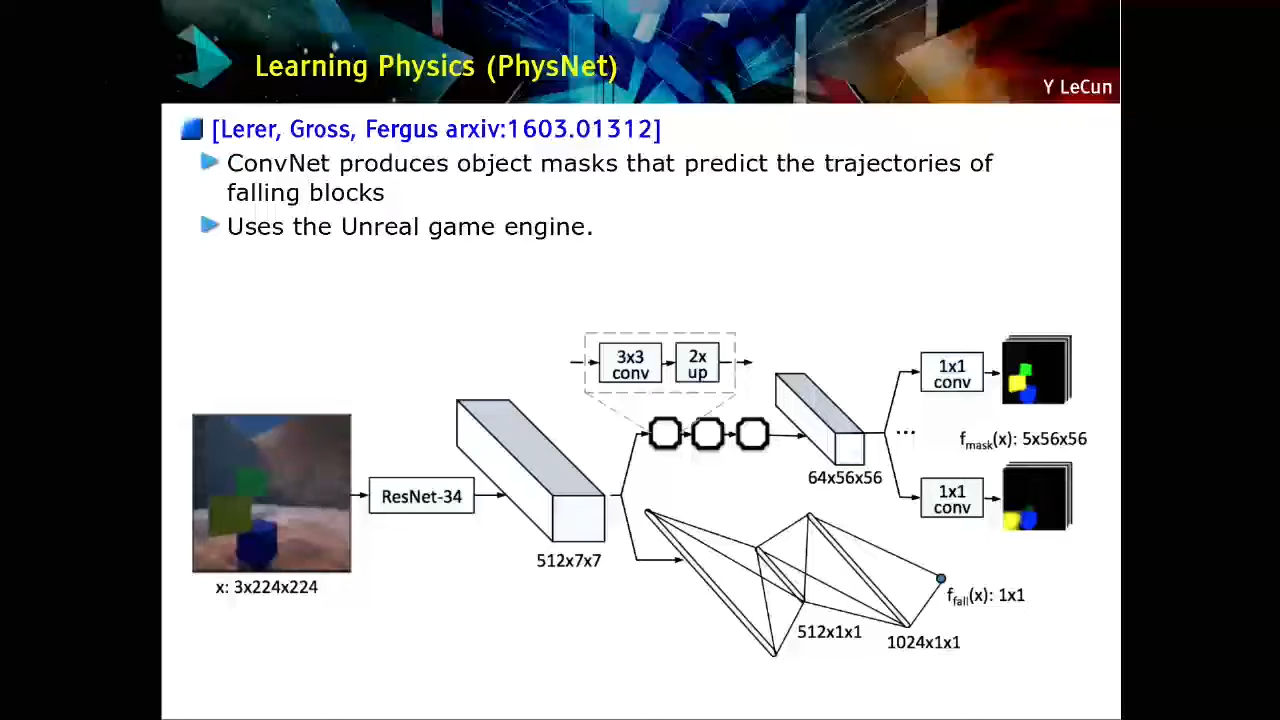 Learning Physics (PhysNet)
Y LeCun
[Lerer, Gross, Fergus arxiv:1603.01312]
ConvNet produces object masks that predict the trajectories of
falling blocks
Uses the Unreal game engine.
3x3
conv
2x
up
1x1
conv
...
fmask(x): 5x56x56
ResNet-34
64x56x56
1x1
conv
512x7x7
x: 3x224x224
ffall(x): 1x1
512x1x1
1024x1x1